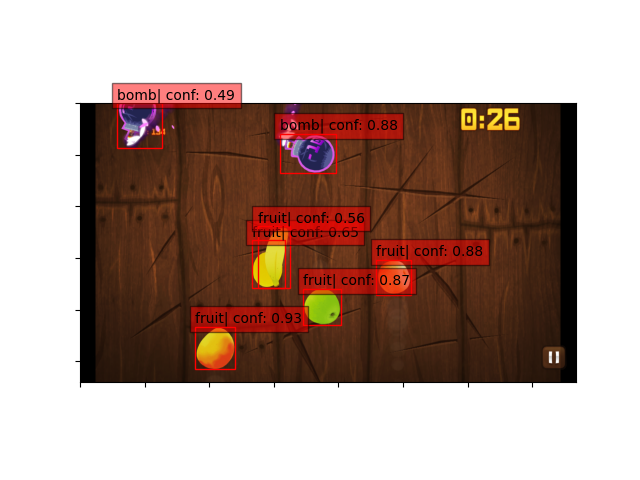 bomb| conf: 0.49
0:26
bomb| conf: 0.88
fruit| conf: 0.56
fruit| conf: 0.65
fruit| conf: 0.88
fruit| conf: 0.87
fruit| conf: 0.93